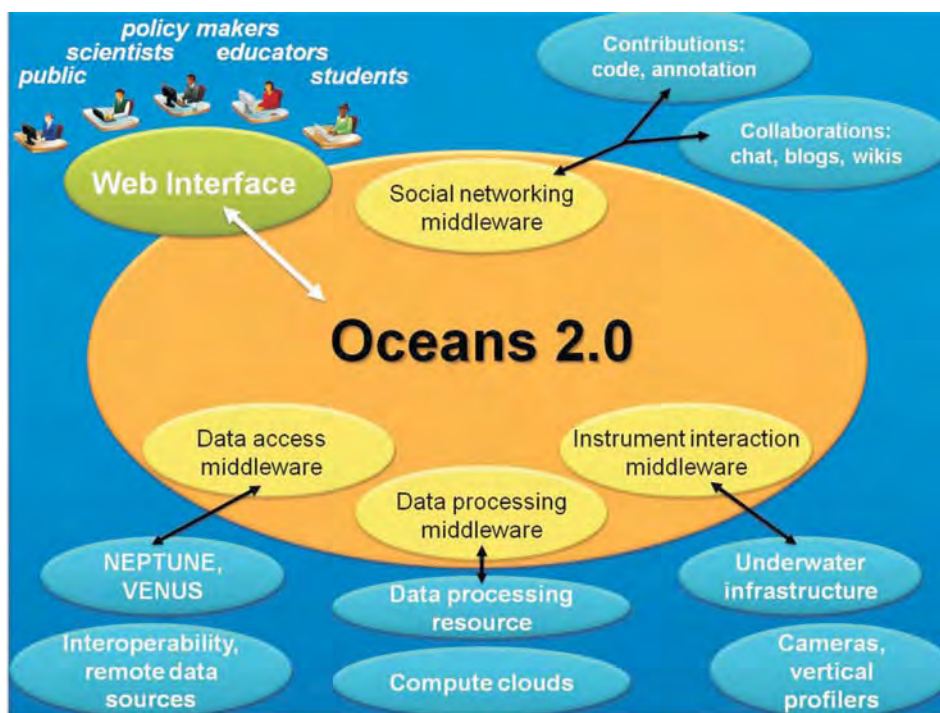 policy makers
scientists educators
public students
Contributions:
code, annotation
Collaborations:
chat, blogs, wikis
Web Interface
Social networking
middleware
Oceans 2.0
Data access
middleware
Instrument interaction
middleware
Data processing
middleware
NEPTUNE,
VENUS
Data processing
resource
Underwater
infrastructure
Interoperability,
remote data
sources
Compute clouds
Cameras,
vertical
profilers